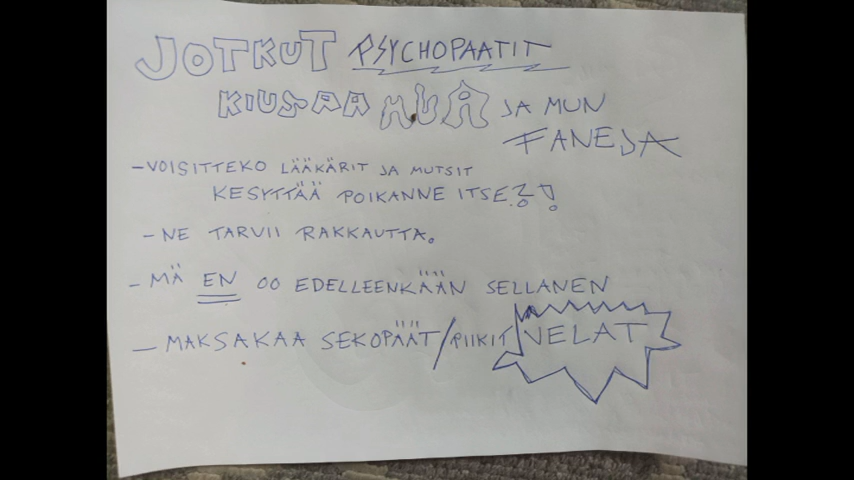 JOTKUT PSYCHOPAATIT
KIUSAA MUA JA MUN
FANEJA
- VOISITTEKO LÄÄKÄRIT JA MUTSIT
KESYTTÄÄ POIKANNE ITSE?!
- NE TARVII RAKKAUTTA.
- MÄ EN OO EDELLEENKÄÄN SELLANEN
- MAKSAKAA SEKOPÄÄT/PIIKIT VELAT